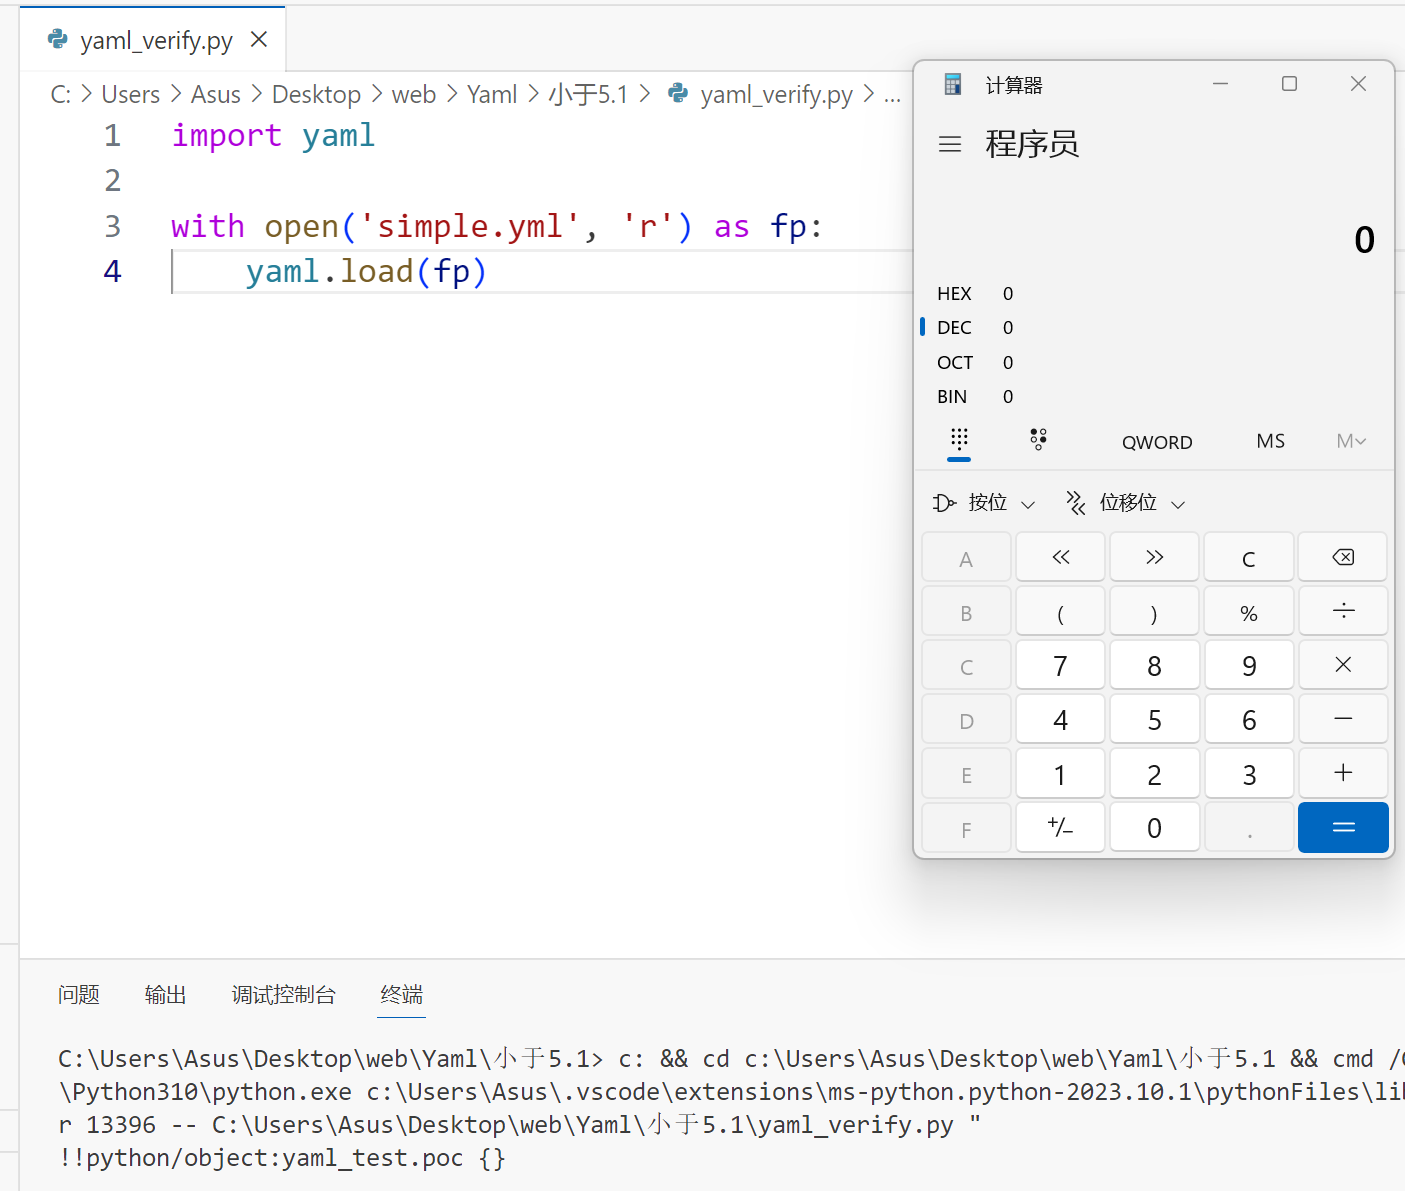 yaml_verify.py
C: > Users > Asus > Desktop > web > Yaml > 小于5.1 > yaml_verify.py > ...
1 import yaml
2
3 with open('simple.yml', 'r') as fp:
4     yaml.load(fp)
计算器
程序员
0
HEX 0
DEC 0
OCT 0
BIN 0
QWORD MS M
按位 位移位
A « » C
B ( ) % ÷
C 7 8 9 ×
D 4 5 6 −
E 1 2 3 +
F +/− 0 . =
问题 输出 调试控制台 终端
C:\Users\Asus\Desktop\web\Yaml\小于5.1> c: && cd c:\Users\Asus\Desktop\web\Yaml\小于5.1 && cmd /
\Python310\python.exe c:\Users\Asus\.vscode\extensions\ms-python.python-2023.10.1\pythonFiles\li
r 13396 -- C:\Users\Asus\Desktop\web\Yaml\小于5.1\yaml_verify.py "
!!python/object:yaml_test.poc {}